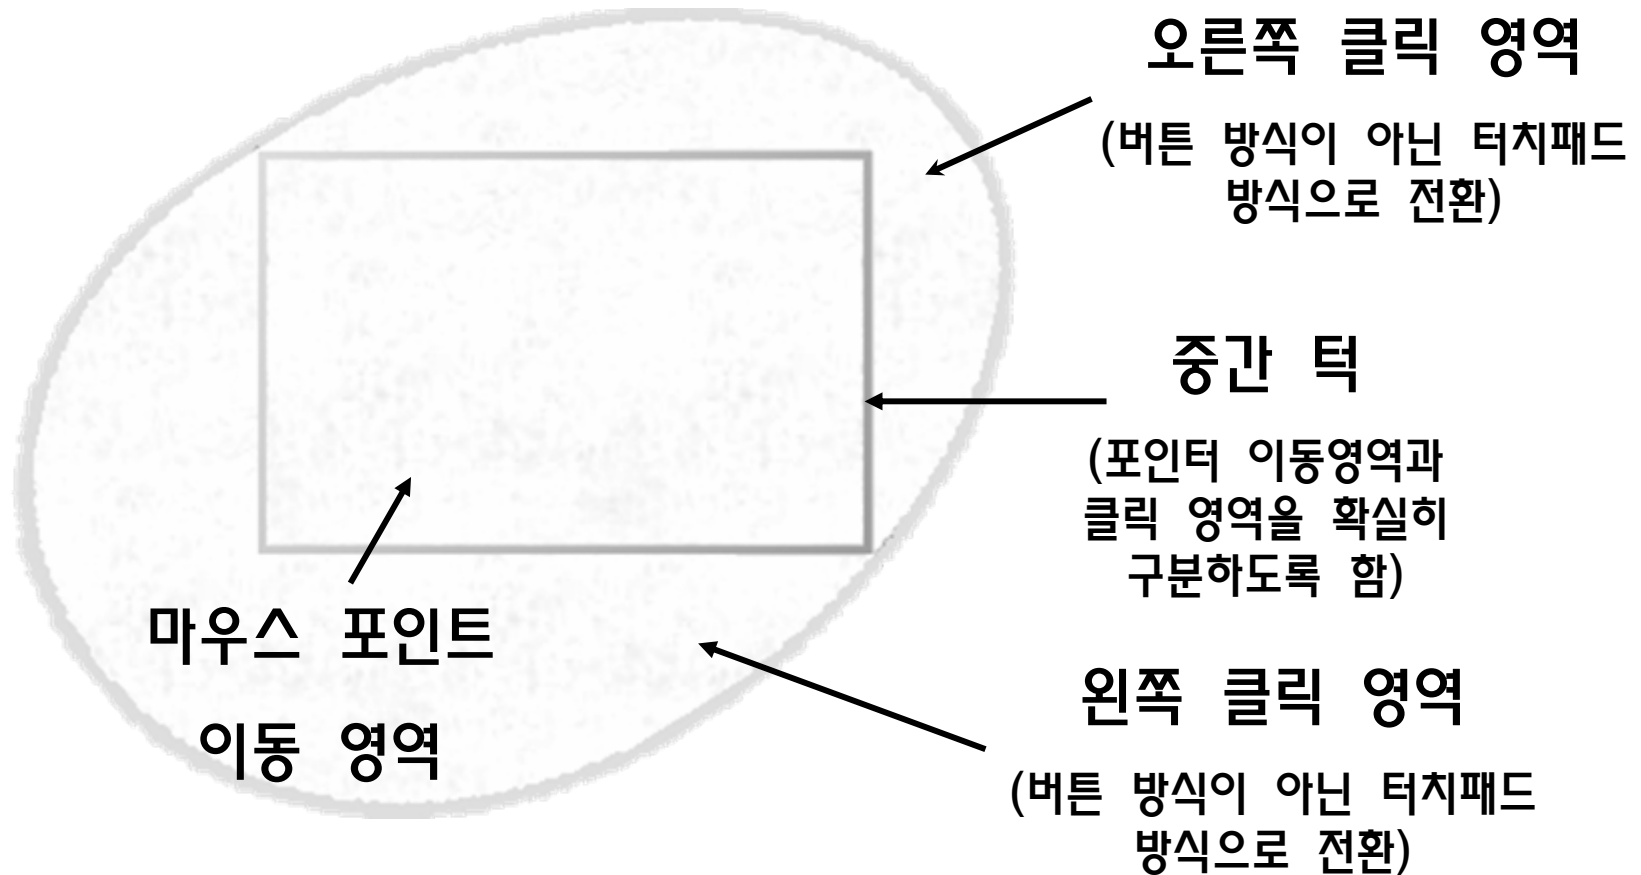 오른쪽 클릭 영역
(버튼 방식이 아닌 터치패드
방식으로 전환)
중간 턱
(포인터 이동영역과
클릭 영역을 확실히
구분하도록 함)
마우스 포인트
이동 영역
왼쪽 클릭 영역
(버튼 방식이 아닌 터치패드
방식으로 전환)